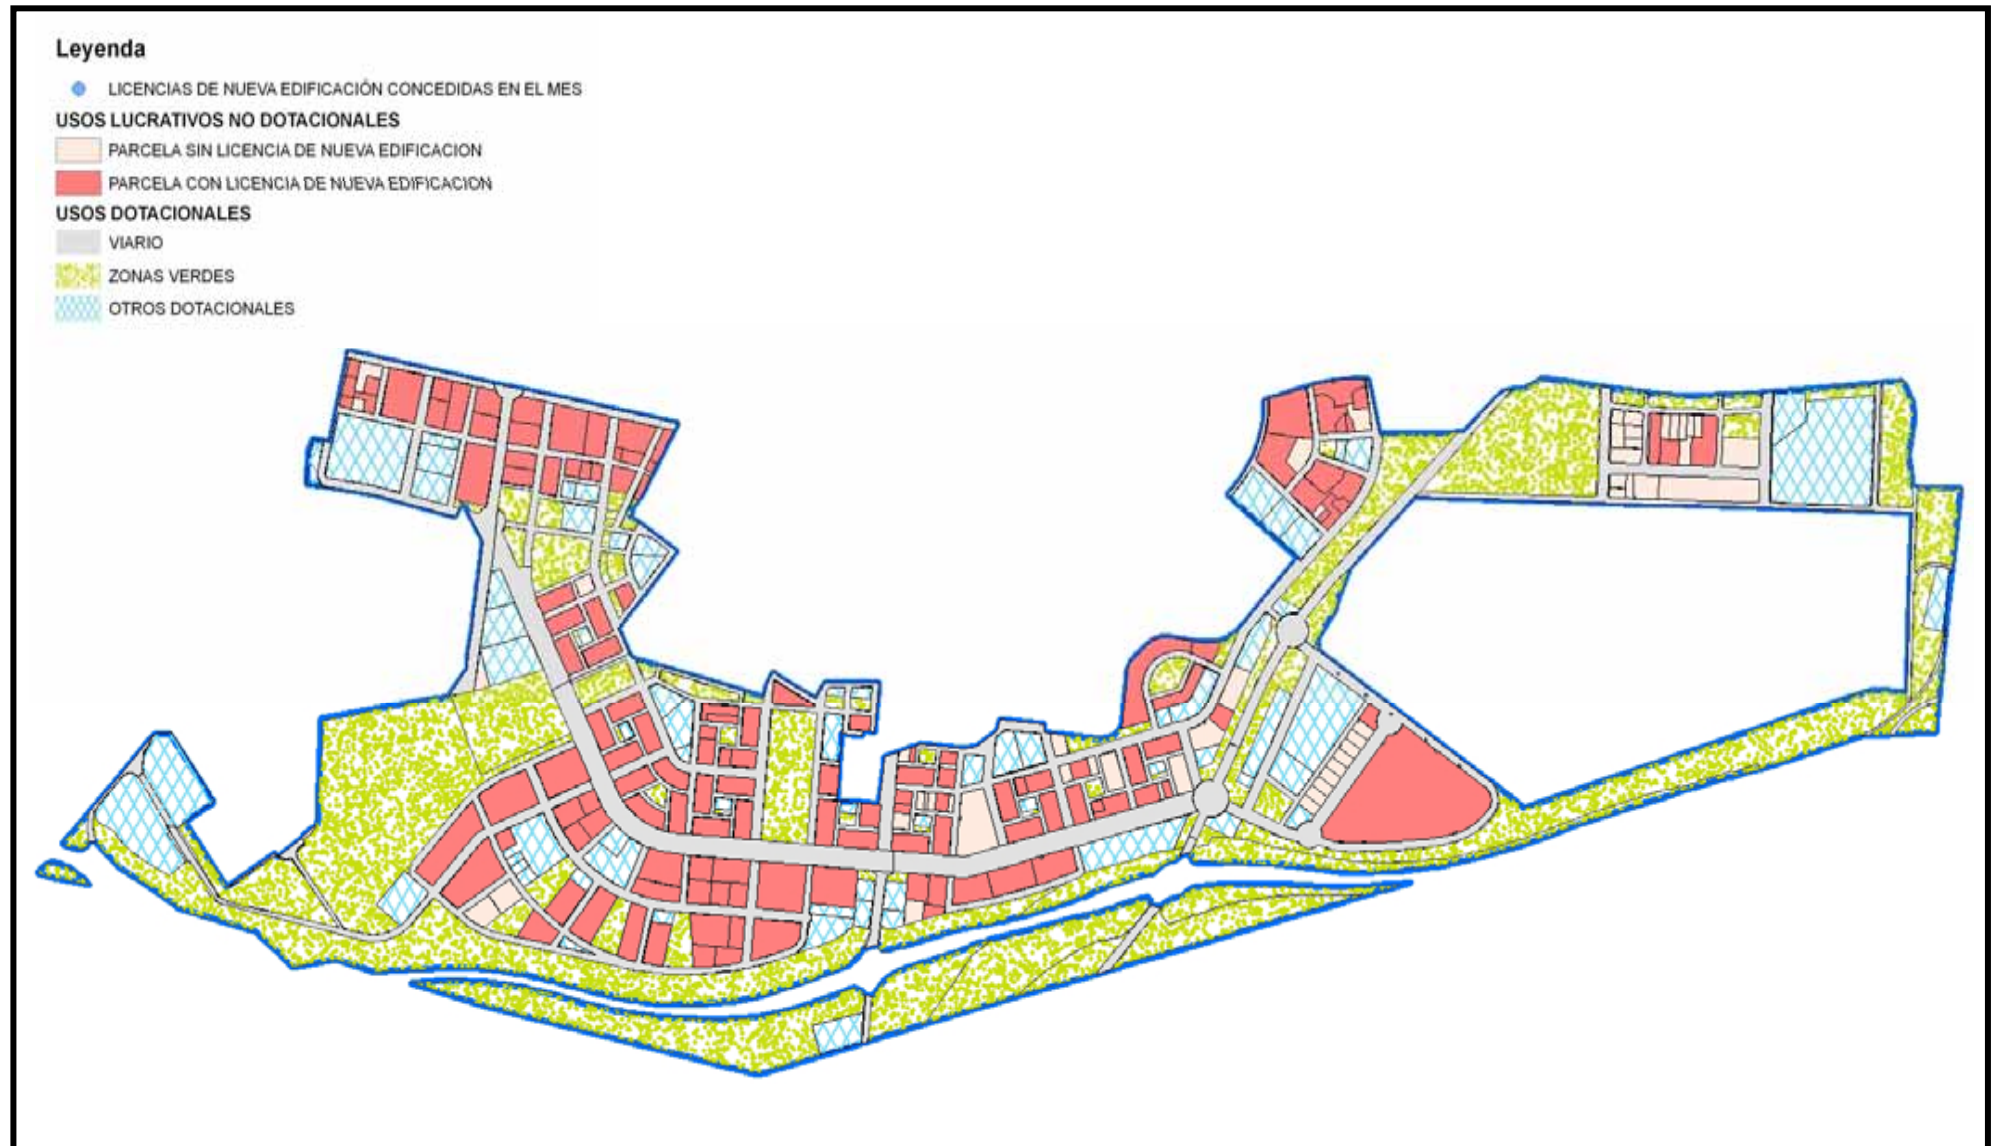 Leyenda
LICENCIAS DE NUEVA EDIFICACIÓN CONCEDIDAS EN EL MES
USOS LUCRATIVOS NO DOTACIONALES
PARCELA SIN LICENCIA DE NUEVA EDIFICACION
PARCELA CON LICENCIA DE NUEVA EDIFICACION
USOS DOTACIONALES
VIARIO
ZONAS VERDES
OTROS DOTACIONALES